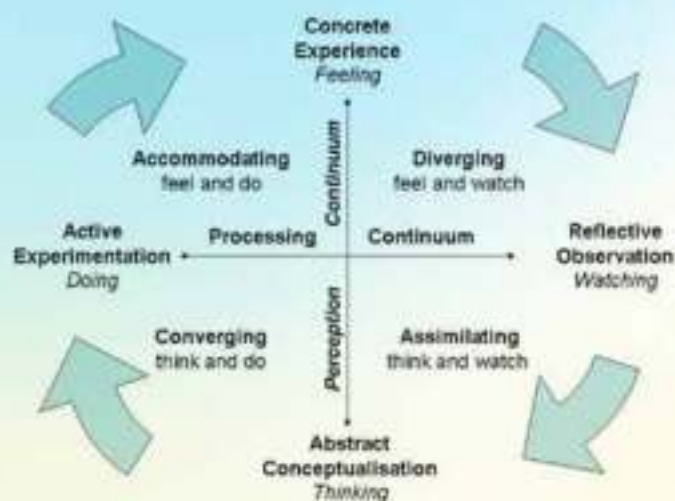 Concrete
Experience
Feeling
Accommodating
feel and do
Continuum
Diverging
feel and watch
Active
Experimentation
Doing
Processing
Continuum
Reflective
Observation
Watching
Converging
think and do
Perception
Assimilating
think and watch
Abstract
Conceptualisation
Thinking